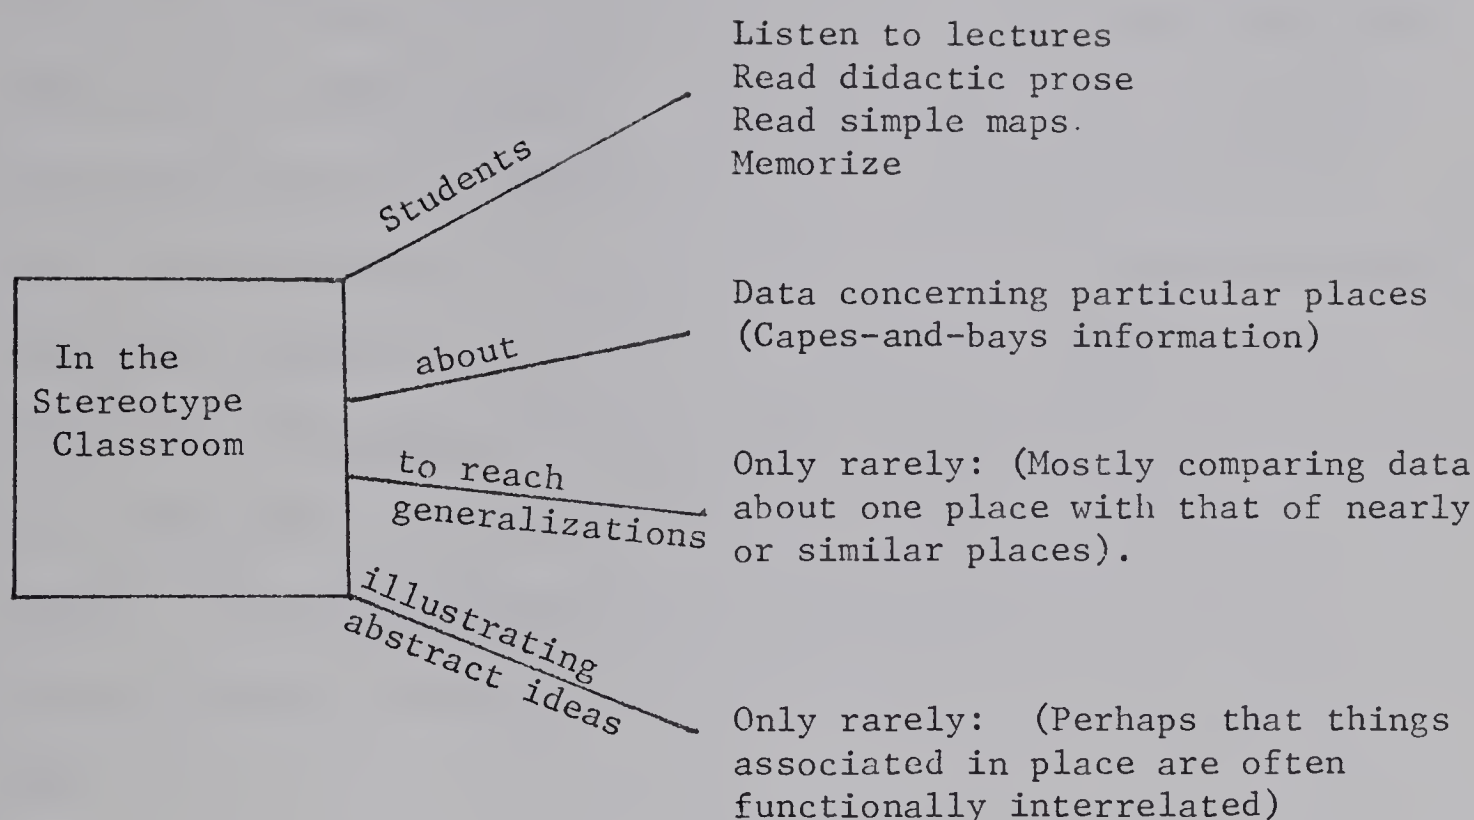 Listen to lectures
Read didactic prose
Read simple maps.
Memorize
Students
In the
Stereotype
Classroom
about
Data concerning particular places
(Capes-and-bays information)
to reach
generalizations
Only rarely: (Mostly comparing data
about one place with that of nearly
or similar places).
illustrating
abstract ideas
Only rarely: (Perhaps that things
associated in place are often
functionally interrelated)